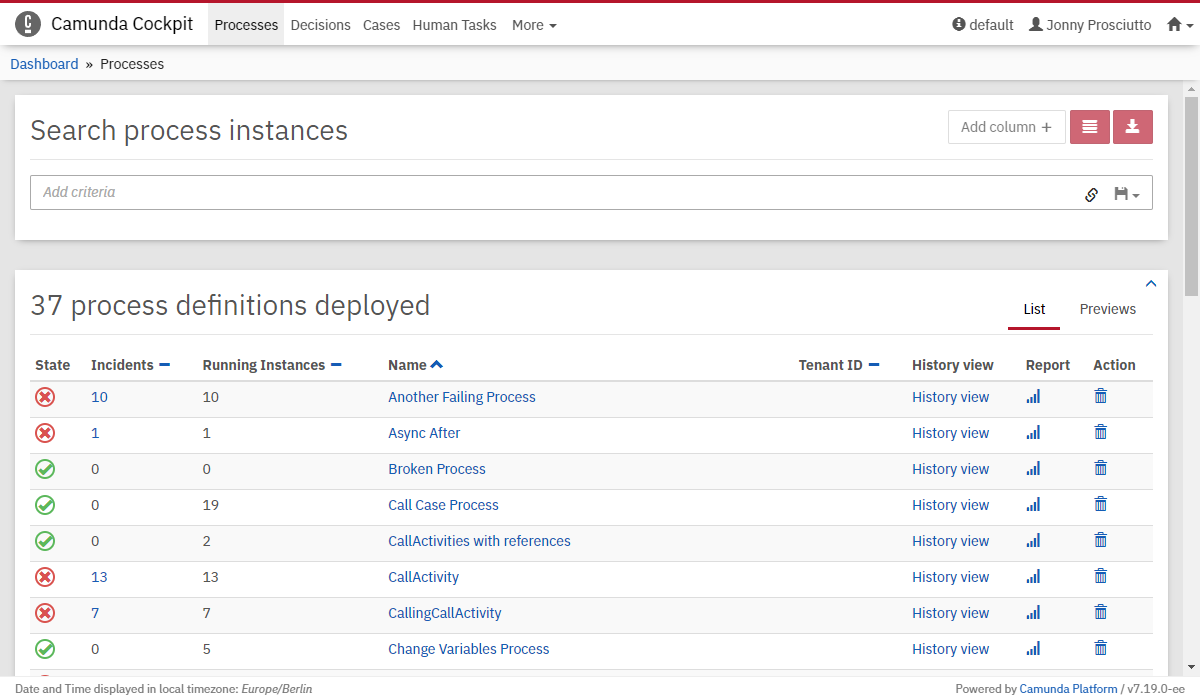 Camunda Cockpit Processes Decisions Cases Human Tasks More default Jonny Prosciutto
Dashboard » Processes
Search process instances
Add column +
Add criteria
37 process definitions deployed
List Previews
State Incidents Running Instances Name Tenant ID History view Report Action
10 10 Another Failing Process History view
1 1 Async After History view
0 0 Broken Process History view
0 19 Call Case Process History view
0 2 CallActivities with references History view
13 13 CallActivity History view
7 7 CallingCallActivity History view
0 5 Change Variables Process History view
Date and Time displayed in local timezone: Europe/Berlin Powered by Camunda Platform / v7.19.0-ee